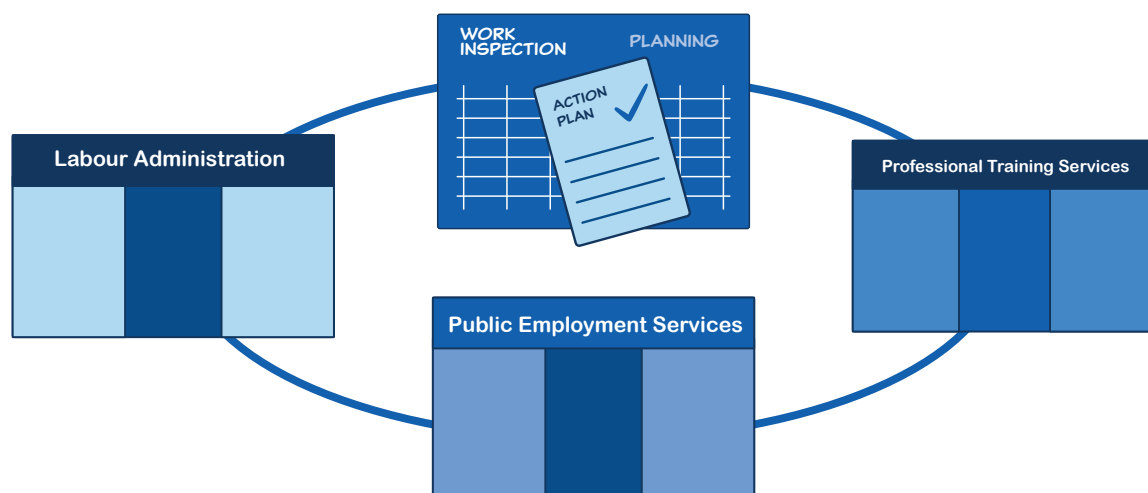 WORK
INSPECTION
PLANNING
ACTION
PLAN
Labour Administration
Professional Training Services
Public Employment Services